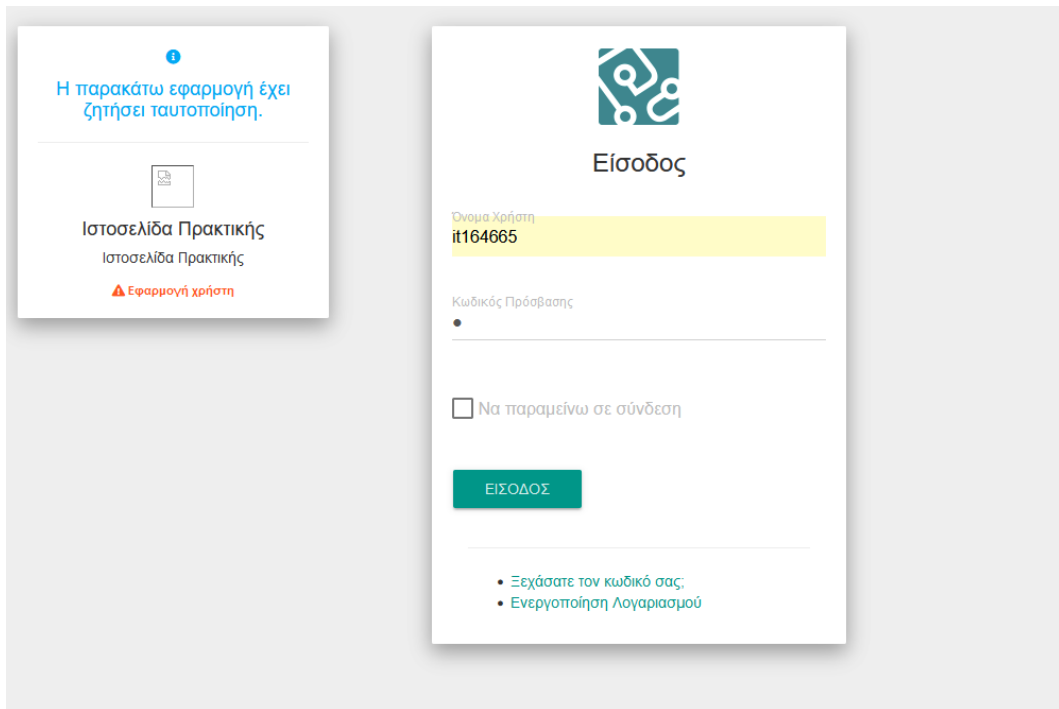 Η παρακάτω εφαρμογή έχει
ζητήσει ταυτοποίηση.
Ιστοσελίδα Πρακτικής
Ιστοσελίδα Πρακτικής
Εφαρμογή χρήστη
Είσοδος
Όνομα Χρήστη
it164665
Κωδικός Πρόσβασης
Να παραμείνω σε σύνδεση
ΕΙΣΟΔΟΣ
Ξεχάσατε τον κωδικό σας;
Ενεργοποίηση Λογαριασμού